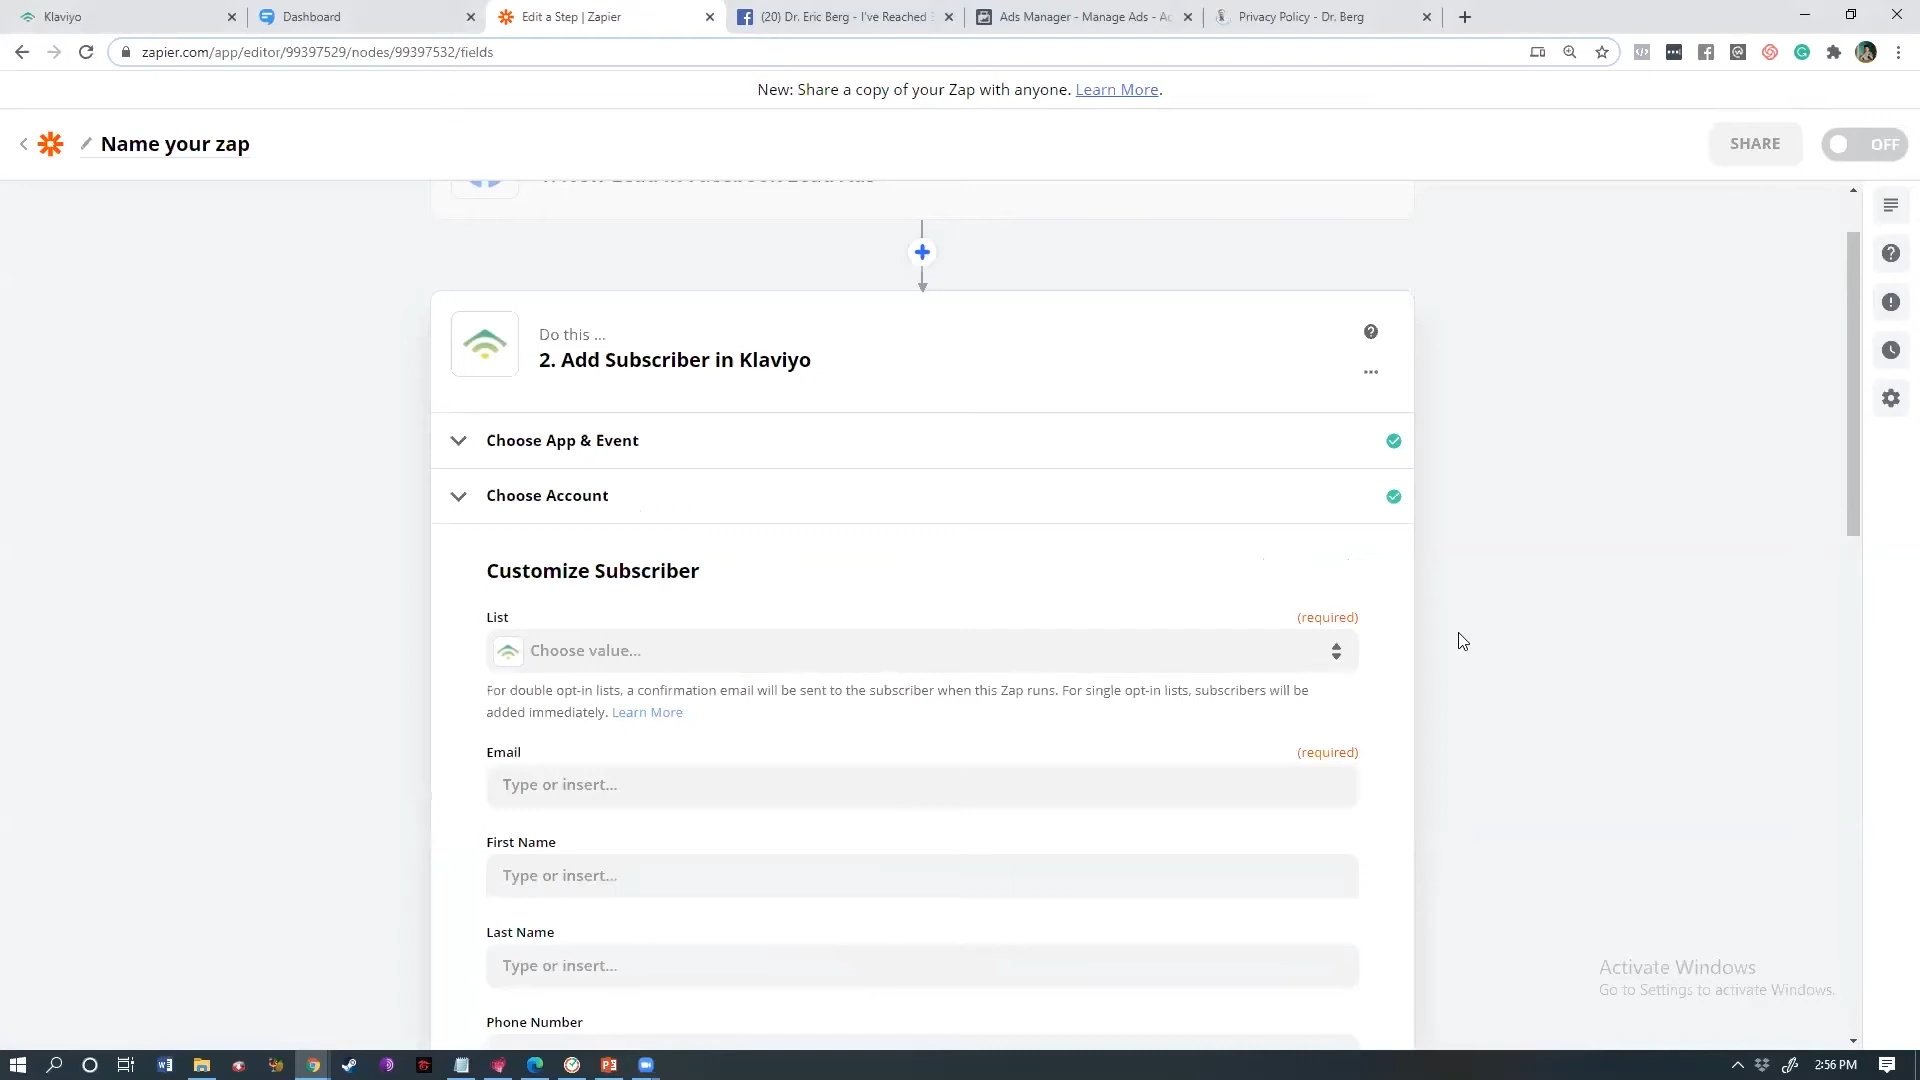 Klaviyo
Dashboard
Edit a Step | Zapier
(20) Dr. Eric Berg - I've Reached
Ads Manager - Manage Ads - Ac
Privacy Policy - Dr. Berg
zapier.com/app/editor/99397529/nodes/99397532/fields
New: Share a copy of your Zap with anyone. Learn More.
Name your zap
SHARE
OFF
Do this ...
2. Add Subscriber in Klaviyo
Choose App & Event
Choose Account
Customize Subscriber
List
(required)
Choose value...
For double opt-in lists, a confirmation email will be sent to the subscriber when this Zap runs. For single opt-in lists, subscribers will be
added immediately. Learn More
Email
(required)
Type or insert...
First Name
Type or insert...
Last Name
Type or insert...
Phone Number
Activate Windows
Go to Settings to activate Windows.
2:56 PM